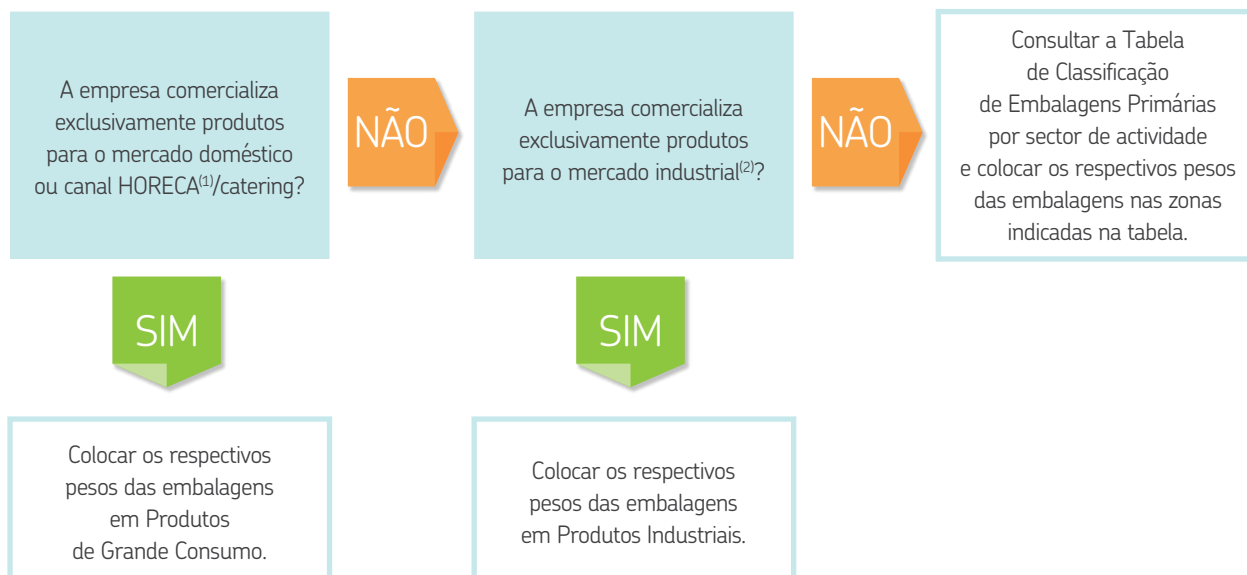 A empresa comercializa
exclusivamente produtos
para o mercado doméstico
ou canal HORECA(1)/catering?
NÃO
A empresa comercializa
exclusivamente produtos
para o mercado industrial(2)?
NÃO
Consultar a Tabela
de Classificação
de Embalagens Primárias
por sector de actividade
e colocar os respectivos pesos
das embalagens nas zonas
indicadas na tabela.
SIM
SIM
Colocar os respectivos
pesos das embalagens
em Produtos
de Grande Consumo.
Colocar os respectivos
pesos das embalagens
em Produtos Industriais.